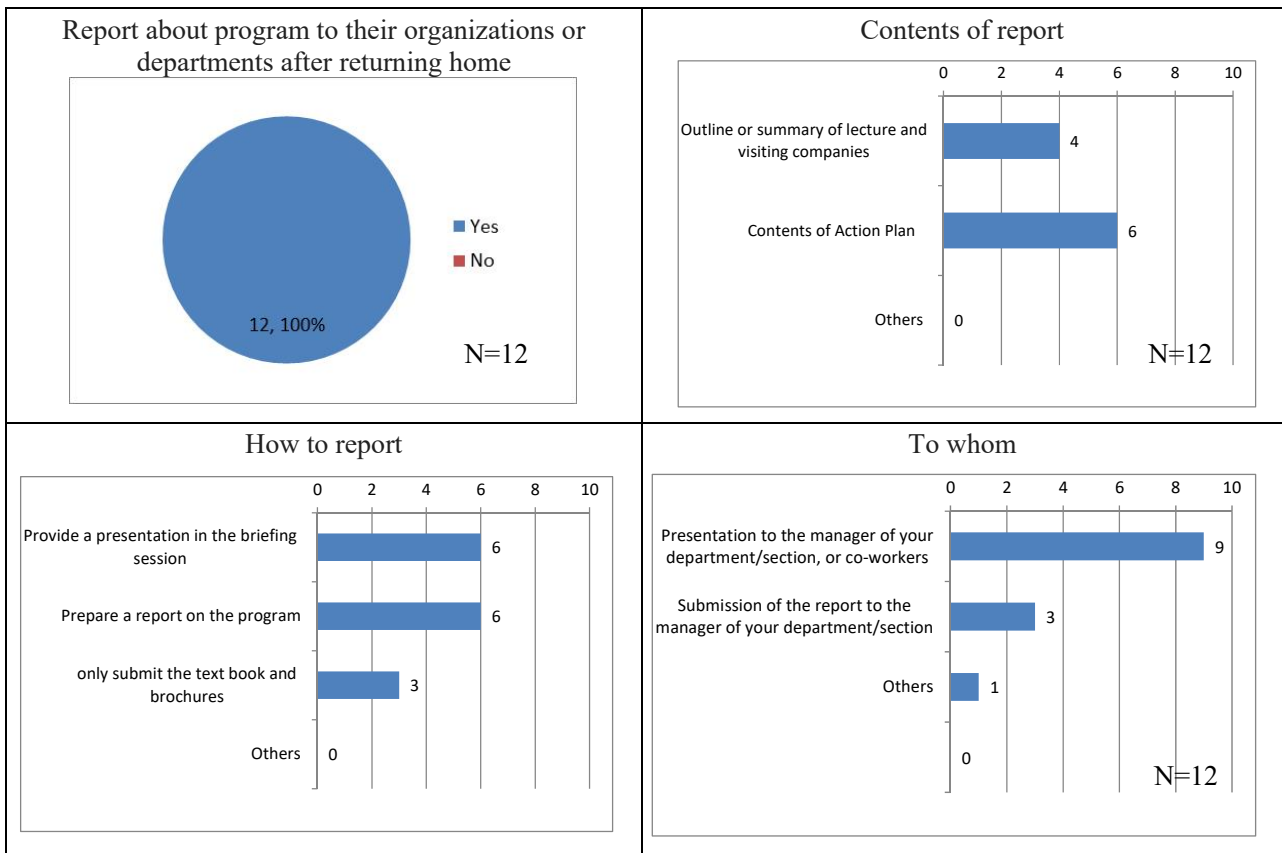 Report about program to their organizations or
departments after returning home
Yes
No
12, 100%
N=12
Contents of report
0 2 4 6 8 10
Outline or summary of lecture and
visiting companies
4
Contents of Action Plan
6
Others
0
N=12
How to report
0 2 4 6 8 10
Provide a presentation in the briefing
session
6
Prepare a report on the program
6
only submit the text book and
brochures
3
Others
0
To whom
0 2 4 6 8 10
Presentation to the manager of your
department/section, or co-workers
9
Submission of the report to the
manager of your department/section
3
Others
1
0
N=12